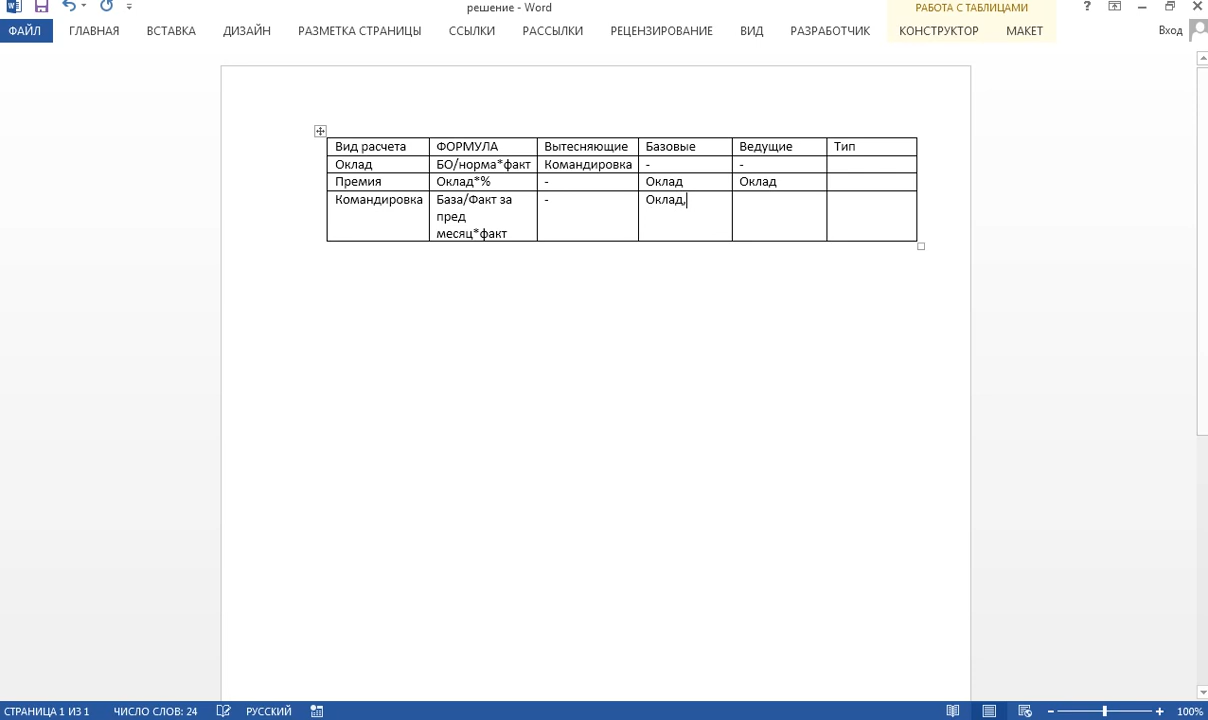 решение - Word
РАБОТА С ТАБЛИЦАМИ
?
ФАЙЛ ГЛАВНАЯ ВСТАВКА ДИЗАЙН РАЗМЕТКА СТРАНИЦЫ ССЫЛКИ РАССЫЛКИ РЕЦЕНЗИРОВАНИЕ ВИД РАЗРАБОТЧИК КОНСТРУКТОР МАКЕТ Вход
Вид расчета ФОРМУЛА Вытесняющие Базовые Ведущие Тип
Оклад БО/норма*факт Командировка - -
Премия Оклад*% - Оклад Оклад
Командировка База/Факт за - Оклад,
пред
месяц*факт
СТРАНИЦА 1 ИЗ 1 ЧИСЛО СЛОВ: 24 РУССКИЙ 100%